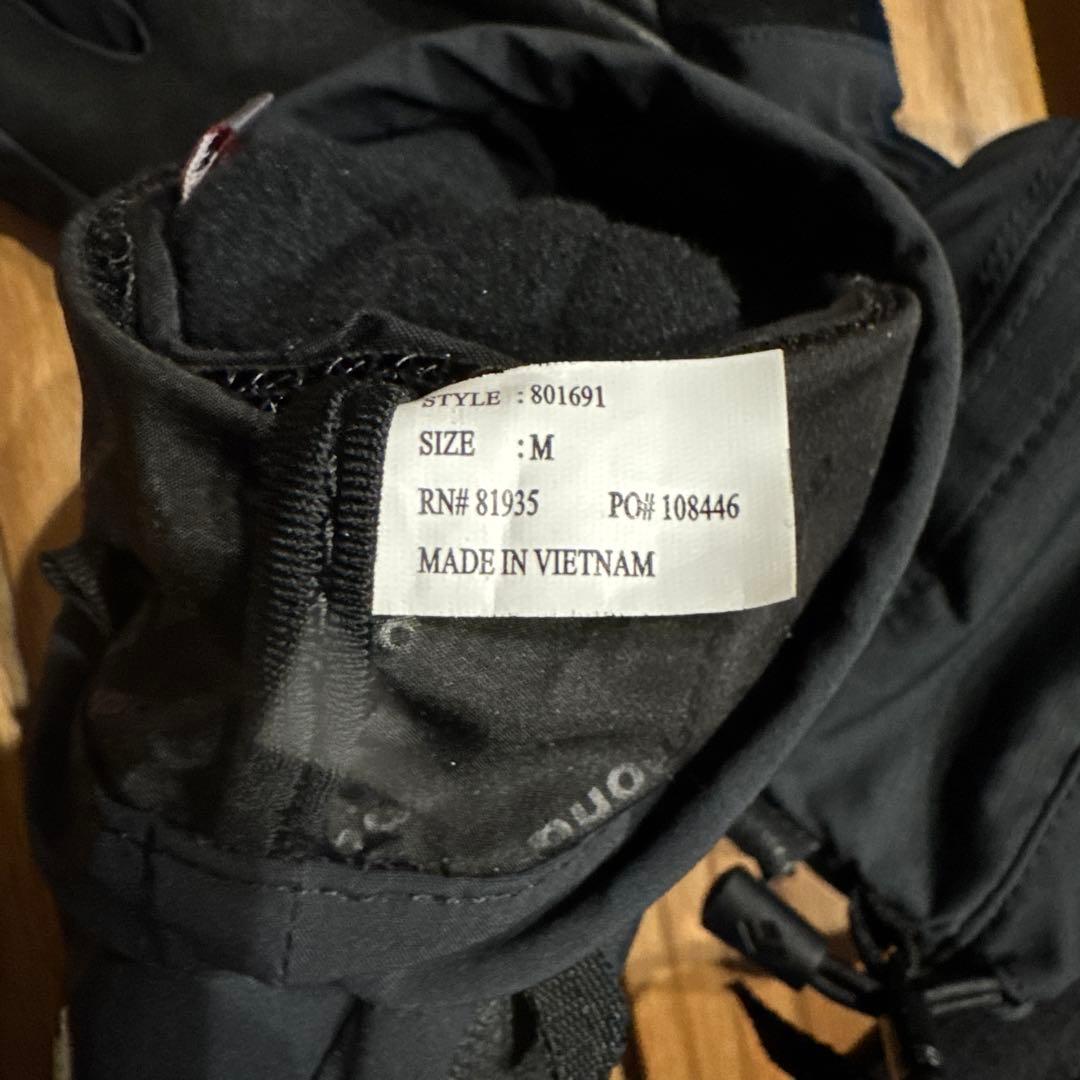 STYLE : 801691
SIZE : M
RN# 81935 PO# 108446
MADE IN VIETNAM